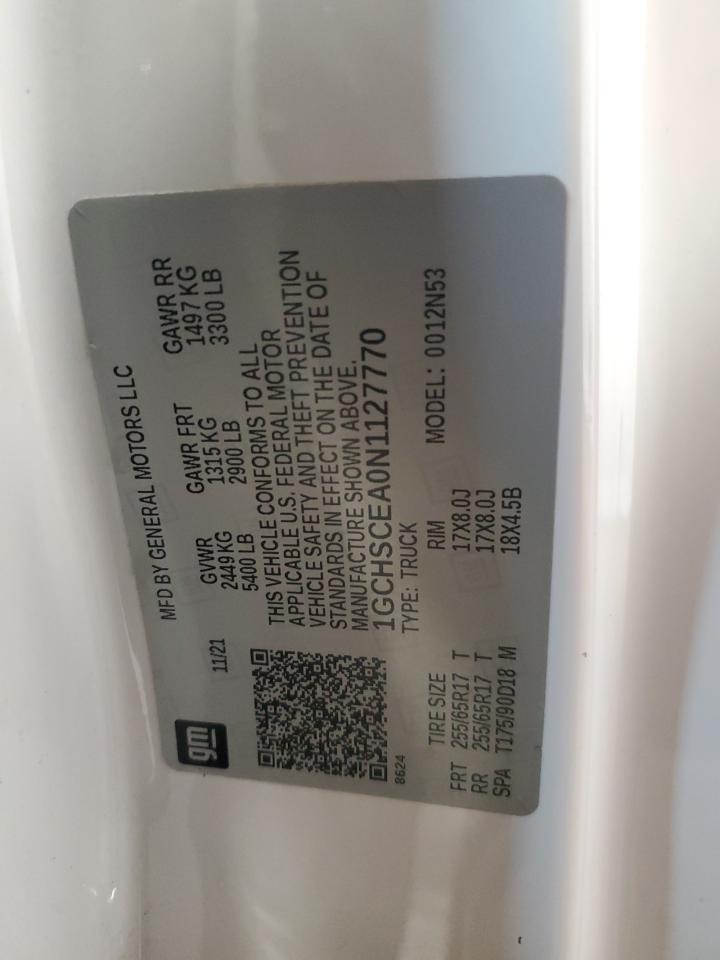 gm
MFD BY GENERAL MOTORS LLC
11/21
GVWR GAWR FRT GAWR RR
2449 KG 1315 KG 1497 KG
5400 LB 2900 LB 3300 LB
THIS VEHICLE CONFORMS TO ALL
APPLICABLE U.S. FEDERAL MOTOR
VEHICLE SAFETY AND THEFT PREVENTION
STANDARDS IN EFFECT ON THE DATE OF
MANUFACTURE SHOWN ABOVE.
1GCHSCEA0N1127770
8624
TYPE: TRUCK
MODEL: 0012N53
TIRE SIZE RIM
FRT 255/65R17 T 17X8.0J
RR 255/65R17 T 17X8.0J
SPA T175/90D18 M 18X4.5B